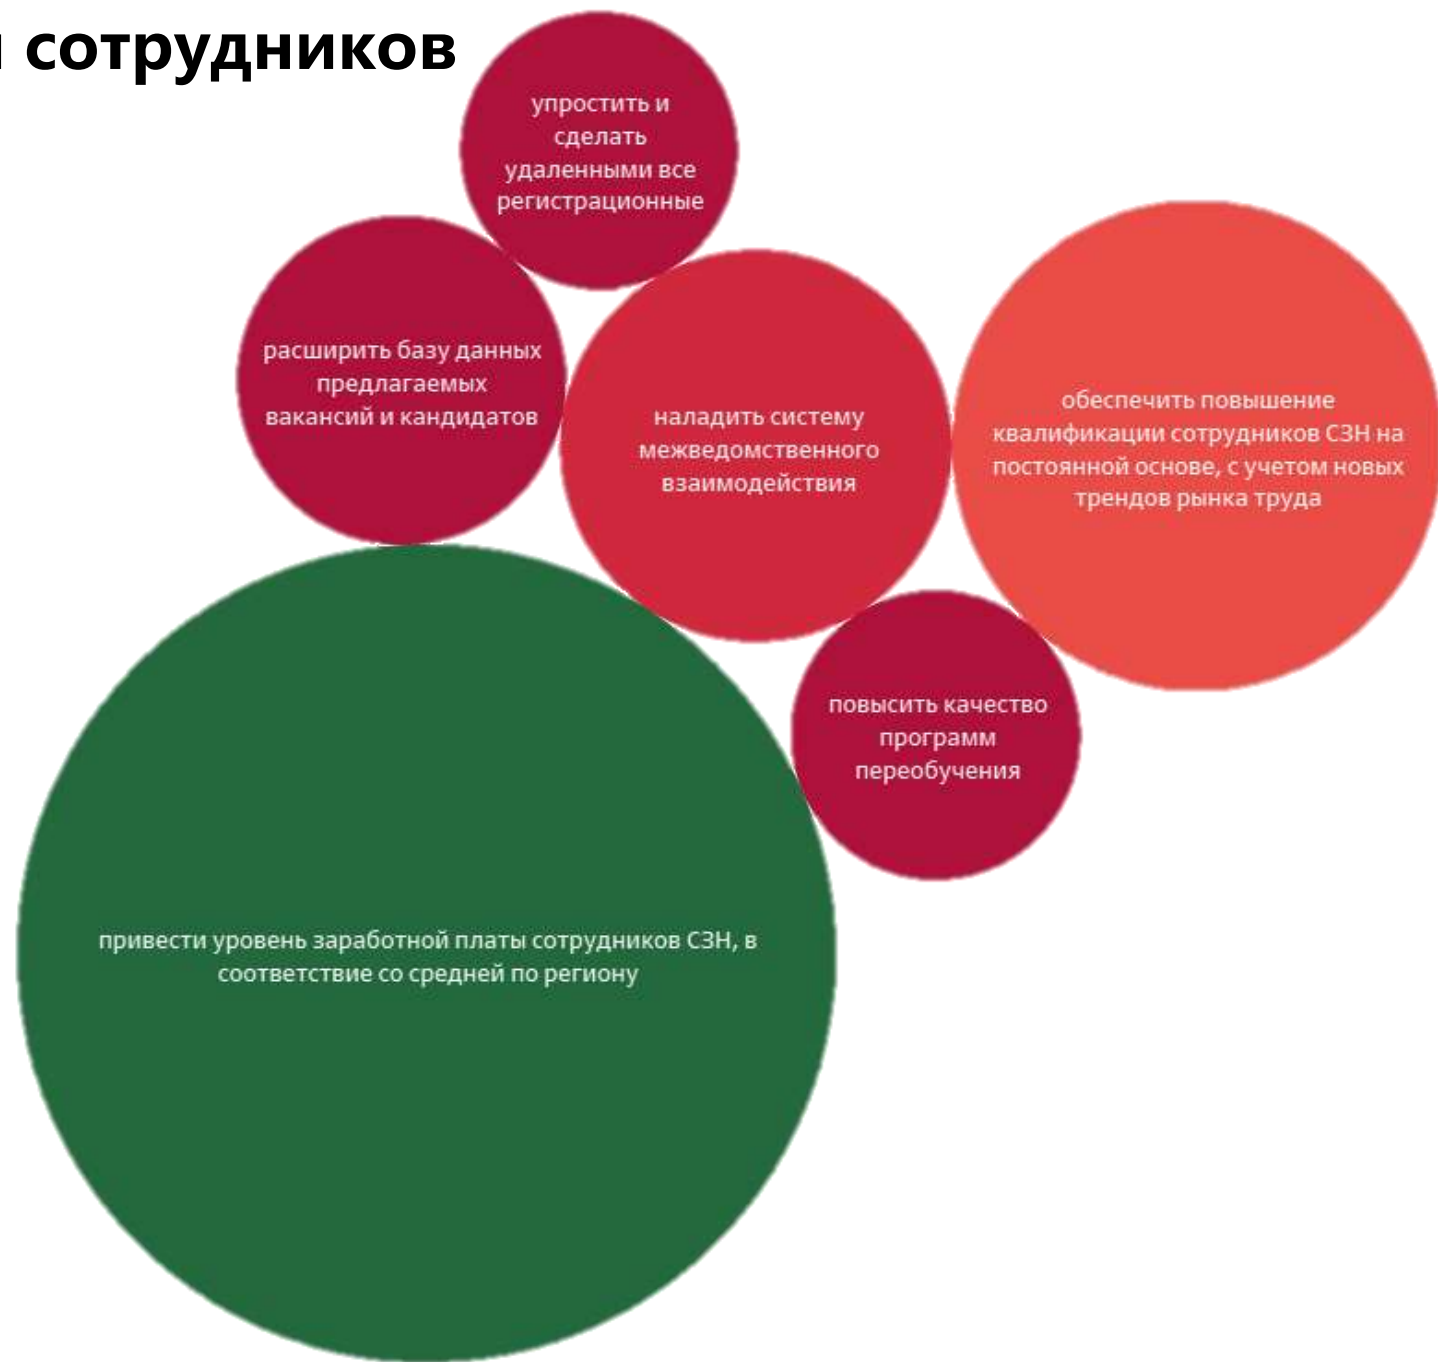 сотрудников
упростить и
сделать
удаленными все
регистрационные
расширить базу данных
предлагаемых
вакансий и кандидатов
наладить систему
межведомственного
взаимодействия
обеспечить повышение
квалификации сотрудников СЗН на
постоянной основе, с учетом новых
трендов рынка труда
повысить качество
программ
переобучения
привести уровень заработной платы сотрудников СЗН, в
соответствие со средней по региону